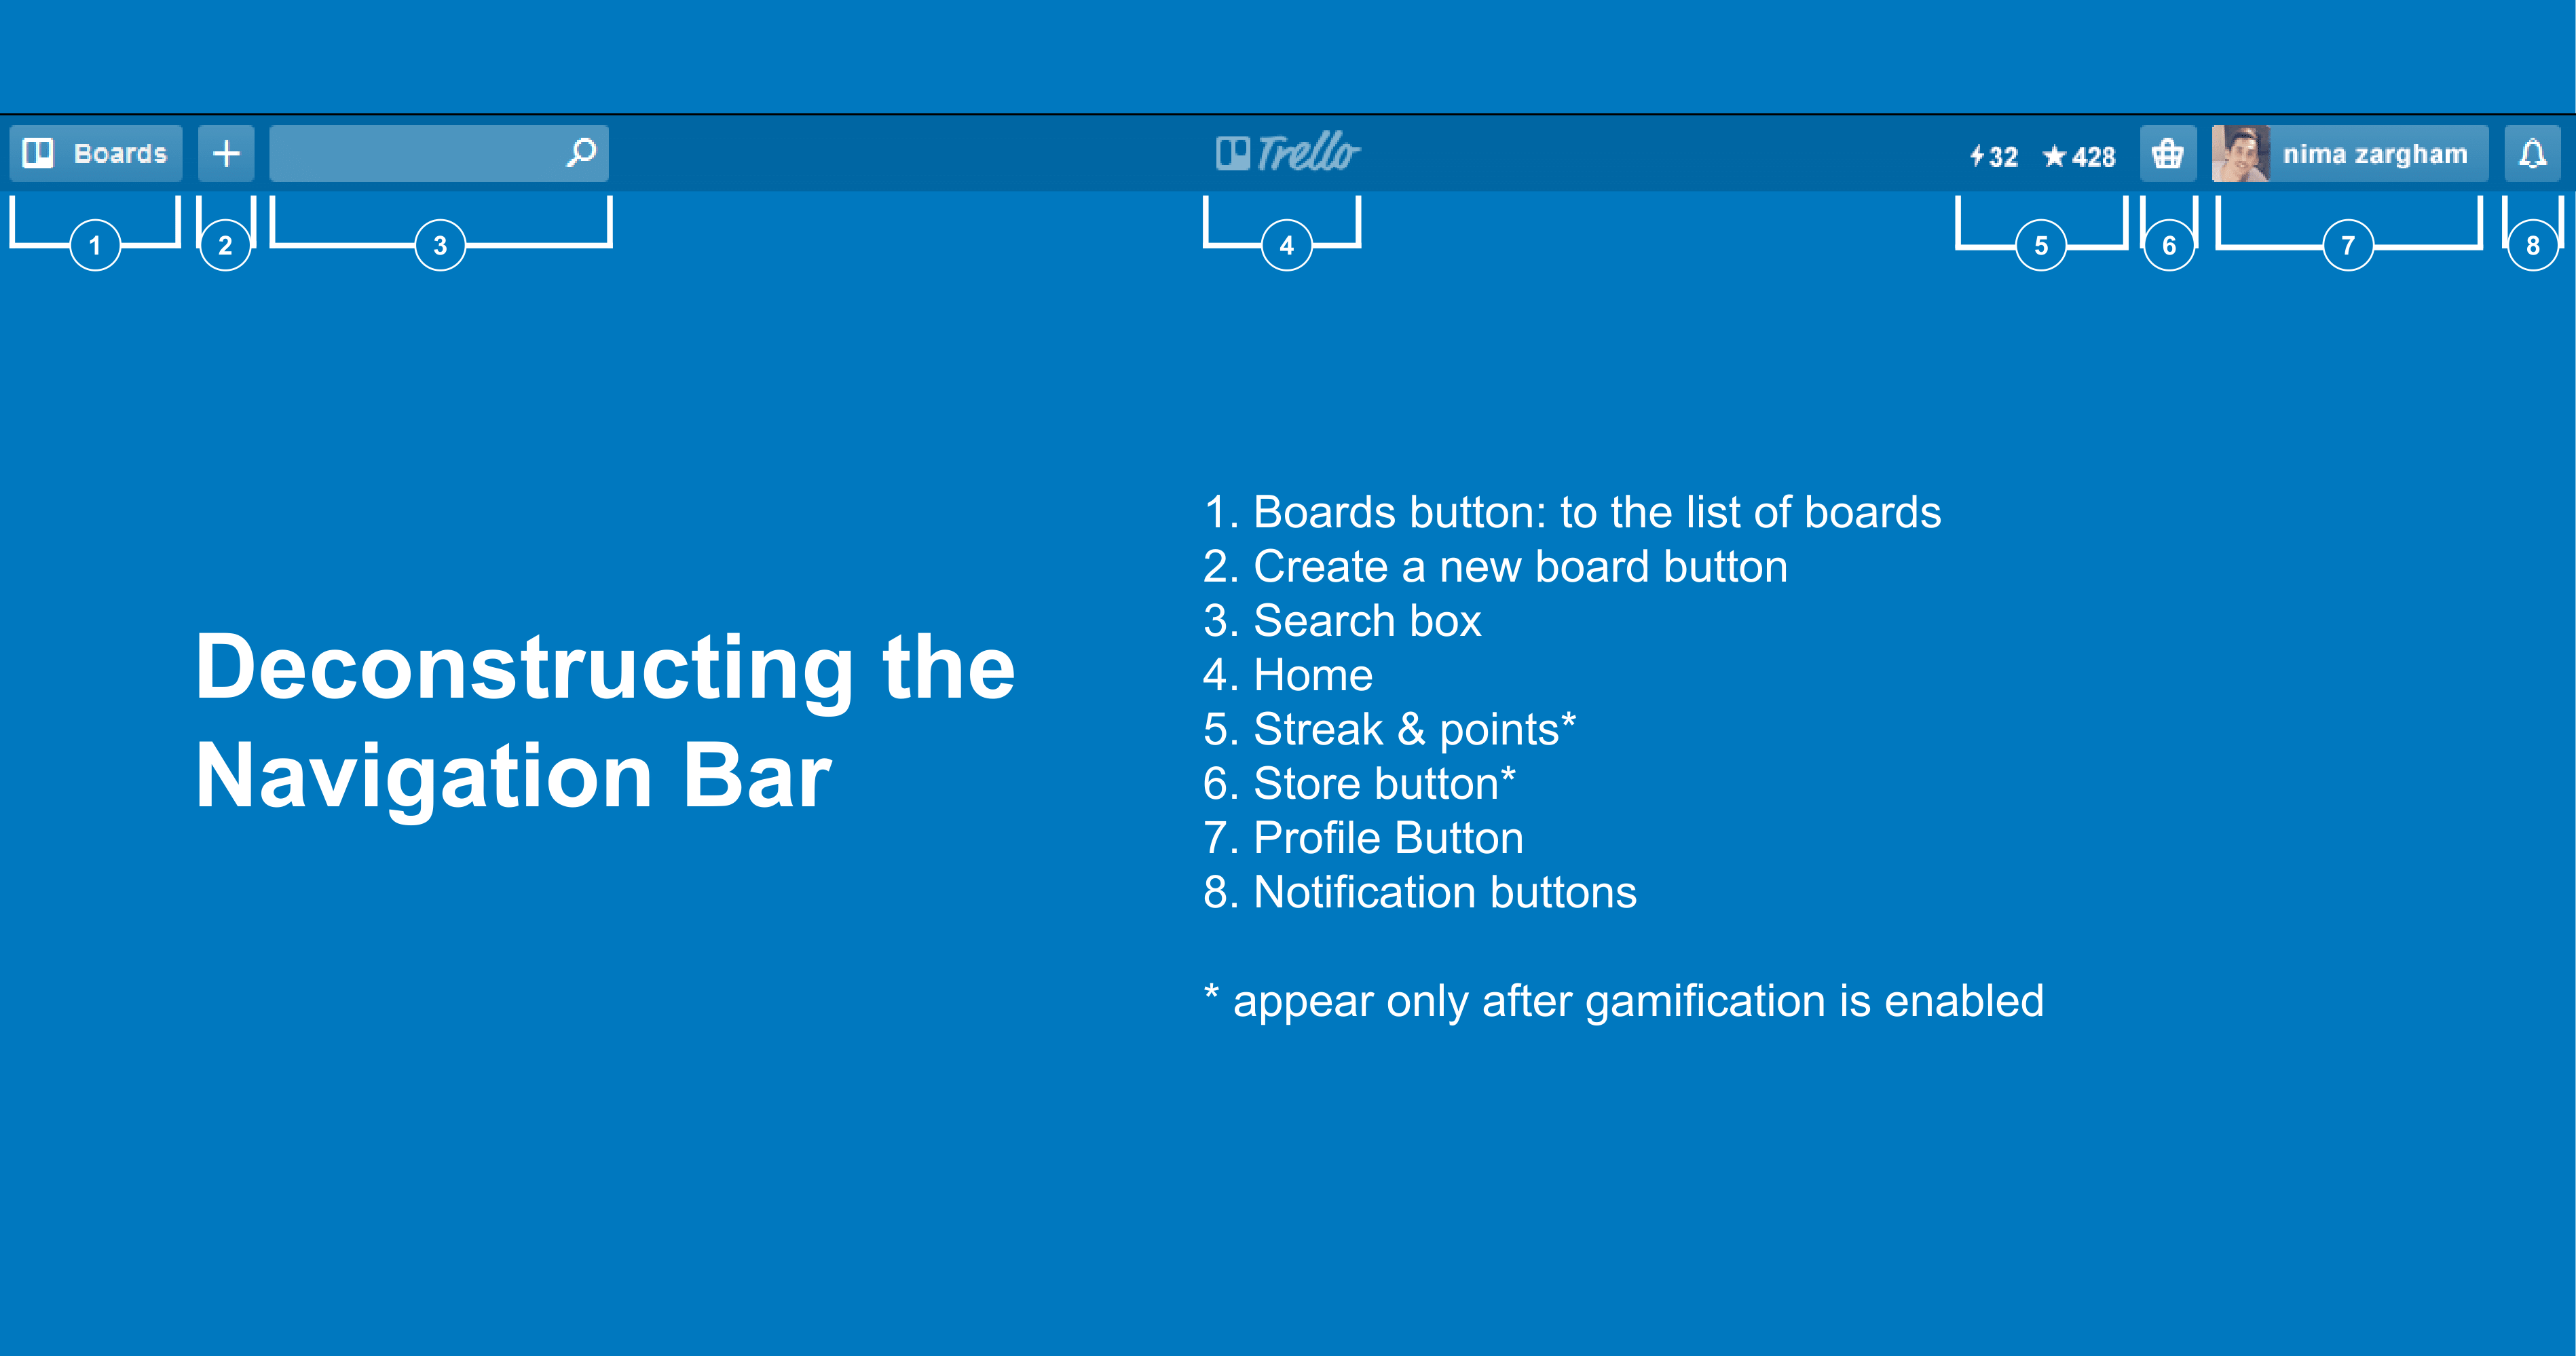 Boards
Trello
32 428
nima zargham
1 2 3 4 5 6 7 8
Deconstructing the
Navigation Bar
1. Boards button: to the list of boards
2. Create a new board button
3. Search box
4. Home
5. Streak & points*
6. Store button*
7. Profile Button
8. Notification buttons
* appear only after gamification is enabled